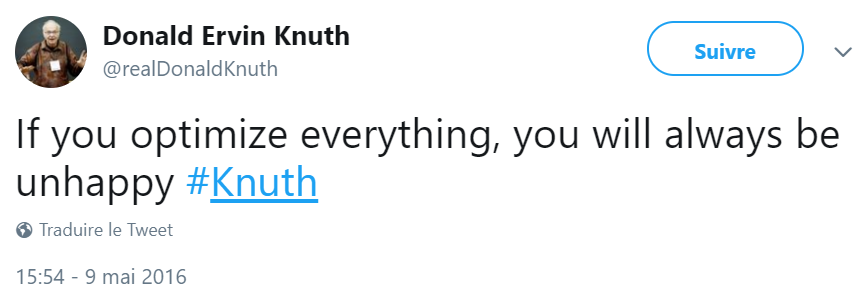 Donald Ervin Knuth
@realDonaldKnuth
Suivre
If you optimize everything, you will always be
unhappy #Knuth
Traduire le Tweet
15:54 - 9 mai 2016